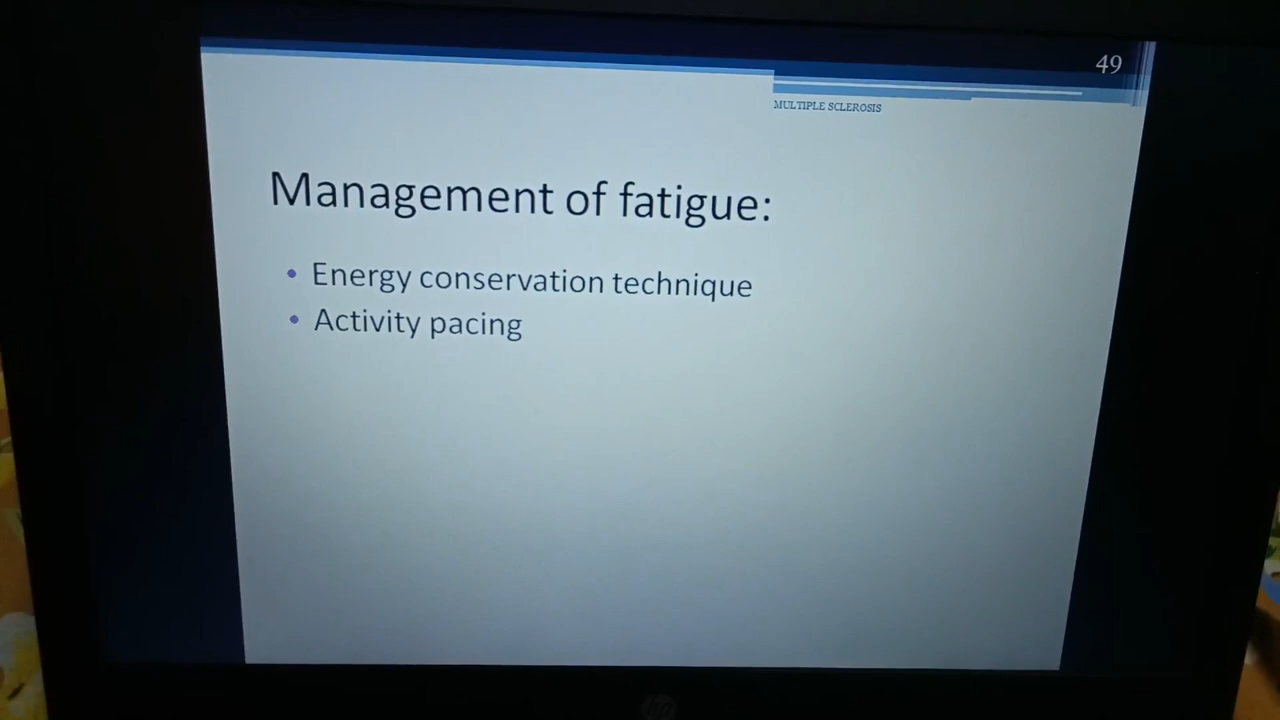 49
MULTIPLE SCLEROSIS
Management of fatigue:
• Energy conservation technique
• Activity pacing